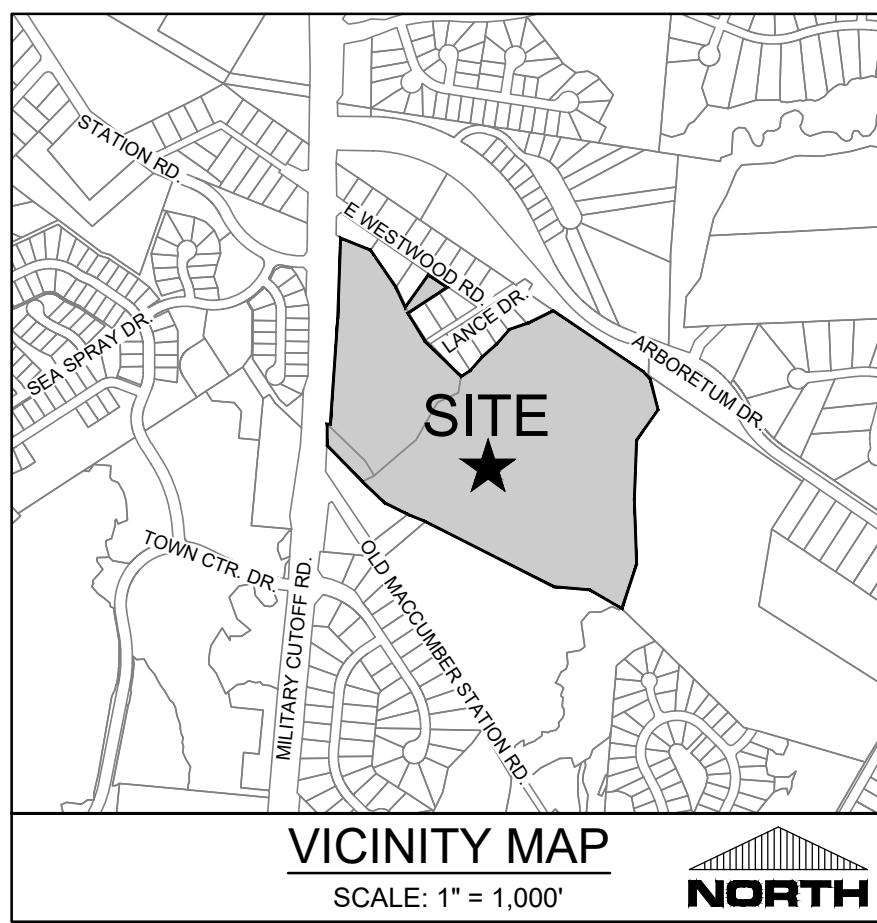 STATION RD.
E WESTWOOD RD.
LANCE DR.
SEA SPRAY DR.
ARBORETUM DR.
SITE
TOWN CTR. DR.
MILITARY CUTOFF RD.
OLD MACCUMBER STATION RD.
VICINITY MAP
SCALE: 1" = 1,000'
NORTH